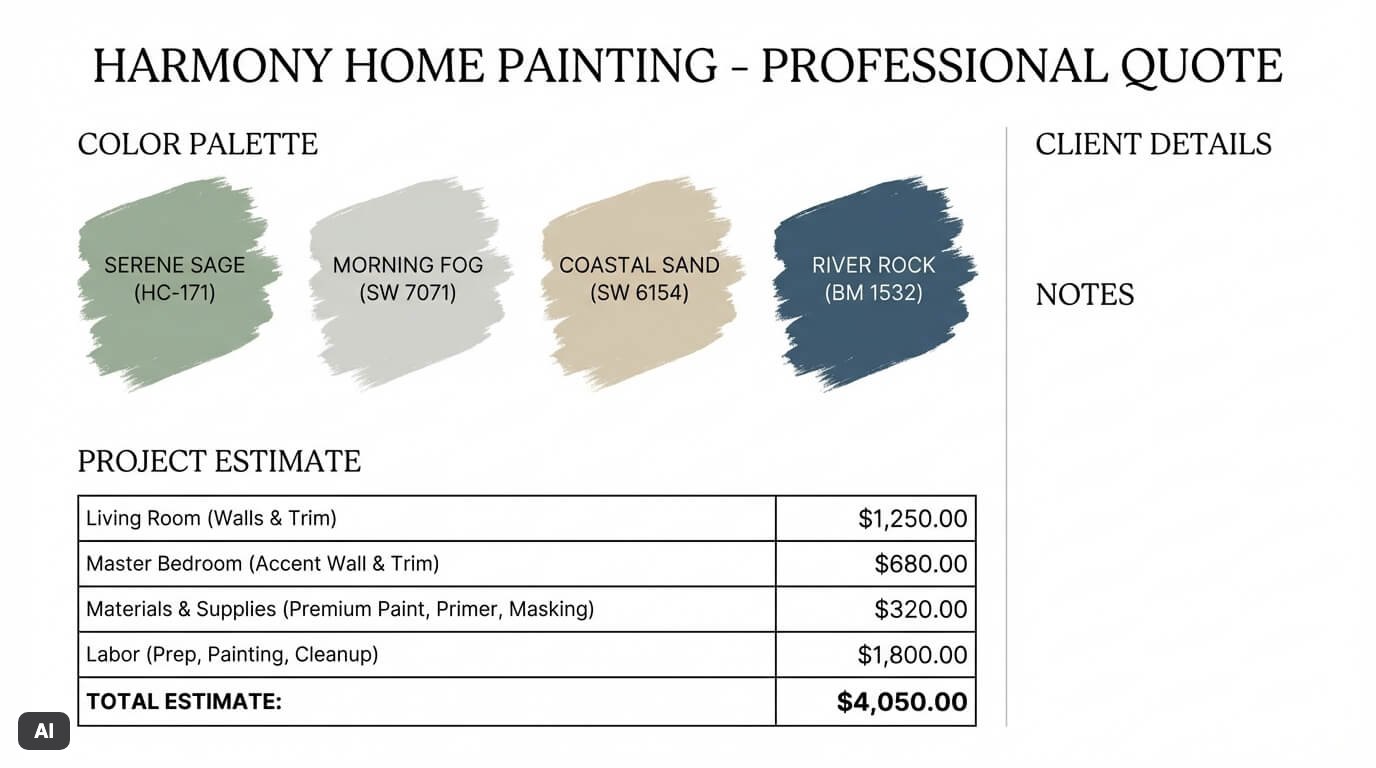 HARMONY HOME PAINTING – PROFESSIONAL QUOTE
COLOR PALETTE
SERENE SAGE
(HC-171)
MORNING FOG
(SW 7071)
COASTAL SAND
(SW 6154)
RIVER ROCK
(BM 1532)
PROJECT ESTIMATE
Living Room (Walls & Trim) $1,250.00
Master Bedroom (Accent Wall & Trim) $680.00
Materials & Supplies (Premium Paint, Primer, Masking) $320.00
Labor (Prep, Painting, Cleanup) $1,800.00
TOTAL ESTIMATE: $4,050.00
CLIENT DETAILS
NOTES
AI